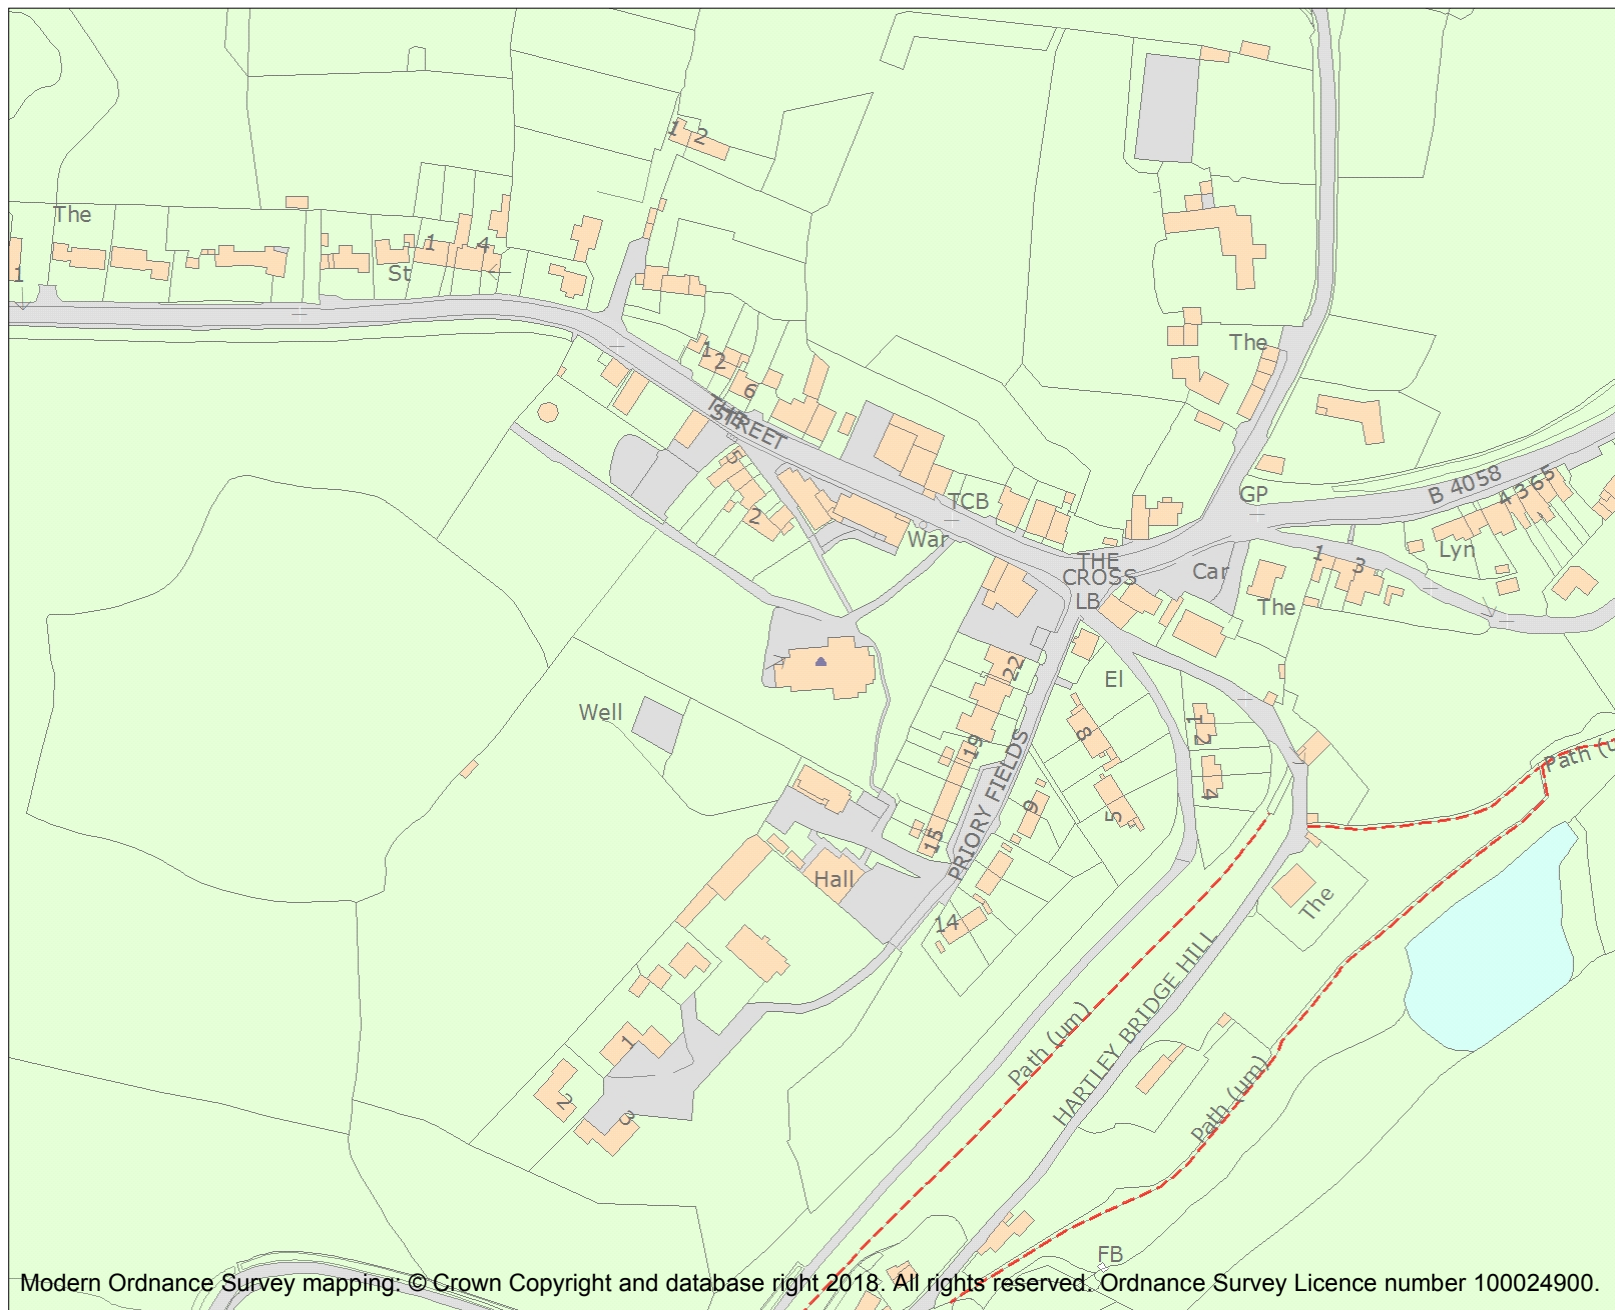 1 2
The
1
4
St
1
The
1
2
6
THE
STREET
5
2
TCB
War
GP
B 4058
4 3 6 5
Lyn
THE
CROSS
LB
Car
1
3
The
22
El
Well
19
8
1 2
4
Path (u
PRIORY FIELDS
9
5
15
Hall
14
The
HARTLEY BRIDGE HILL
Path (um)
Path (um)
1
2
3
FB
Modern Ordnance Survey mapping: © Crown Copyright and database right 2018. All rights reserved. Ordnance Survey Licence number 100024900.